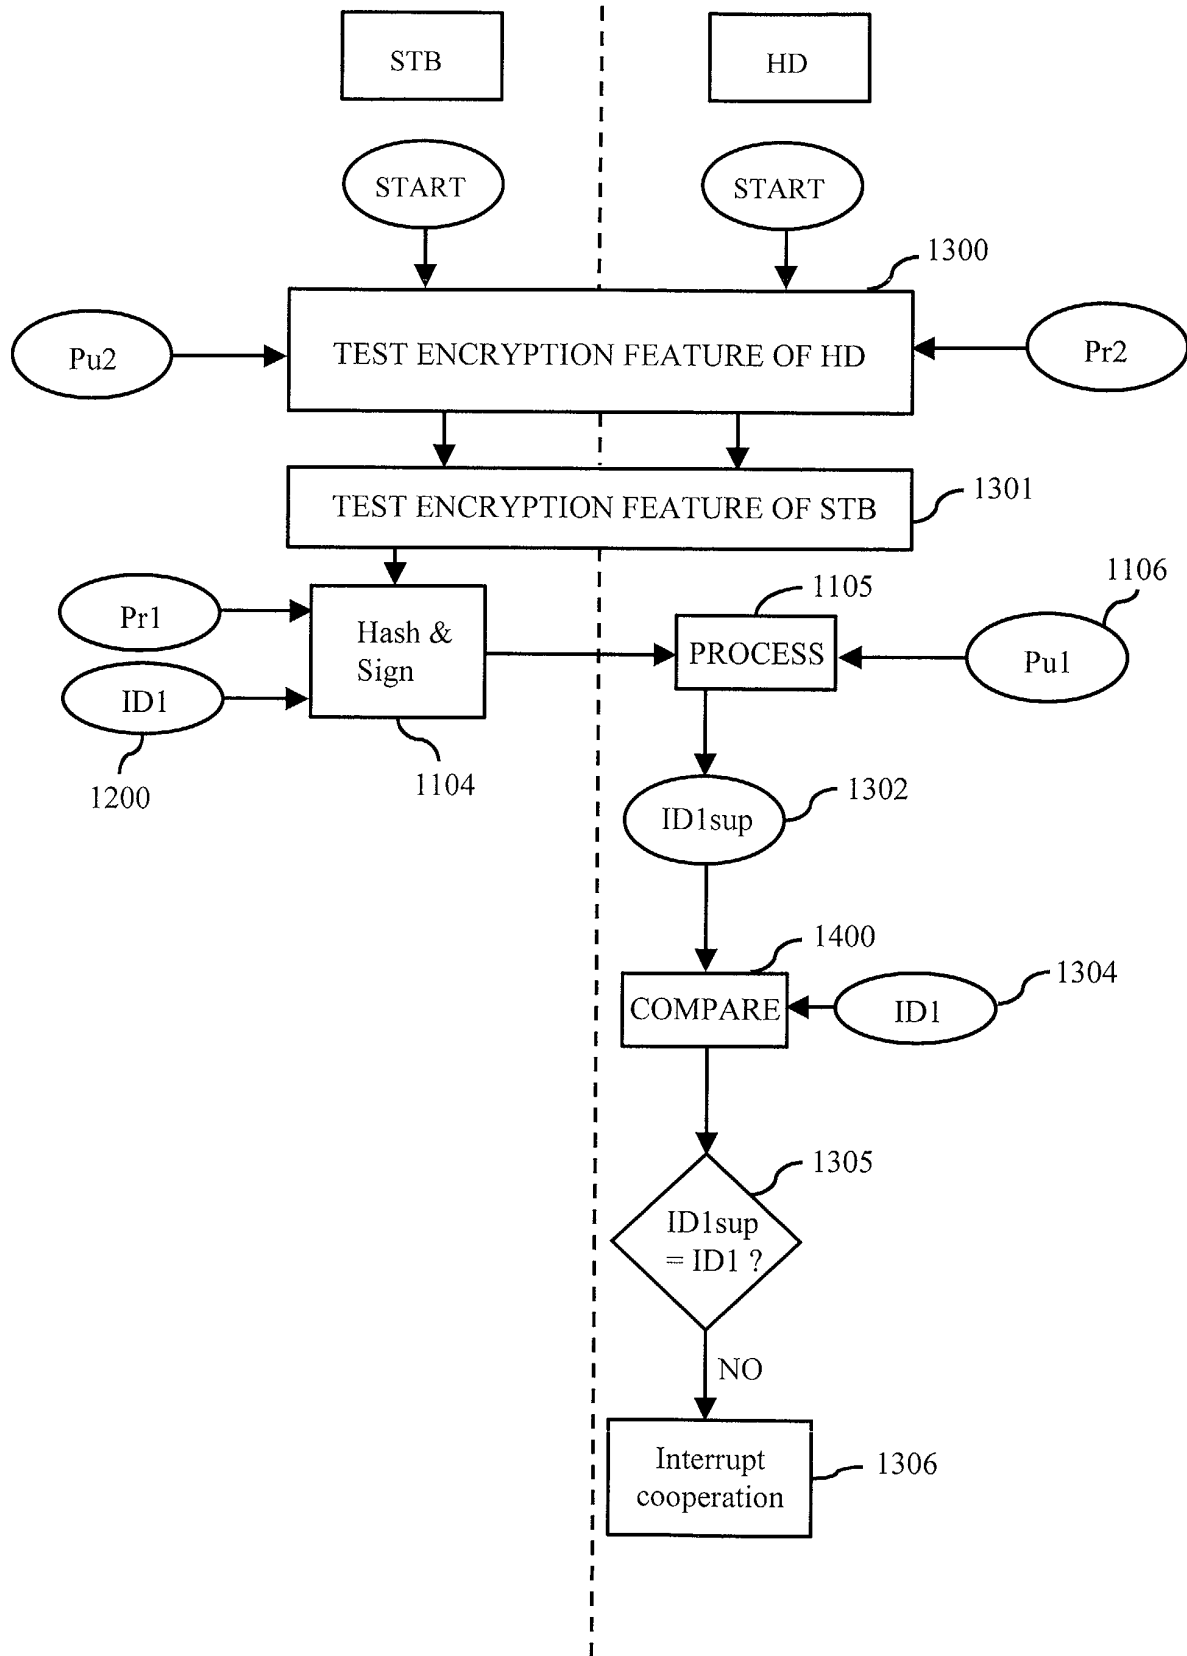 STB
HD
START
START
1300
Pu2
TEST ENCRYPTION FEATURE OF HD
Pr2
TEST ENCRYPTION FEATURE OF STB
1301
Pr1
Hash &
Sign
1105
1106
PROCESS
Pu1
ID1
1200
1104
ID1sup
1302
1400
COMPARE
ID1
1304
1305
ID1sup
= ID1 ?
NO
Interrupt
cooperation
1306